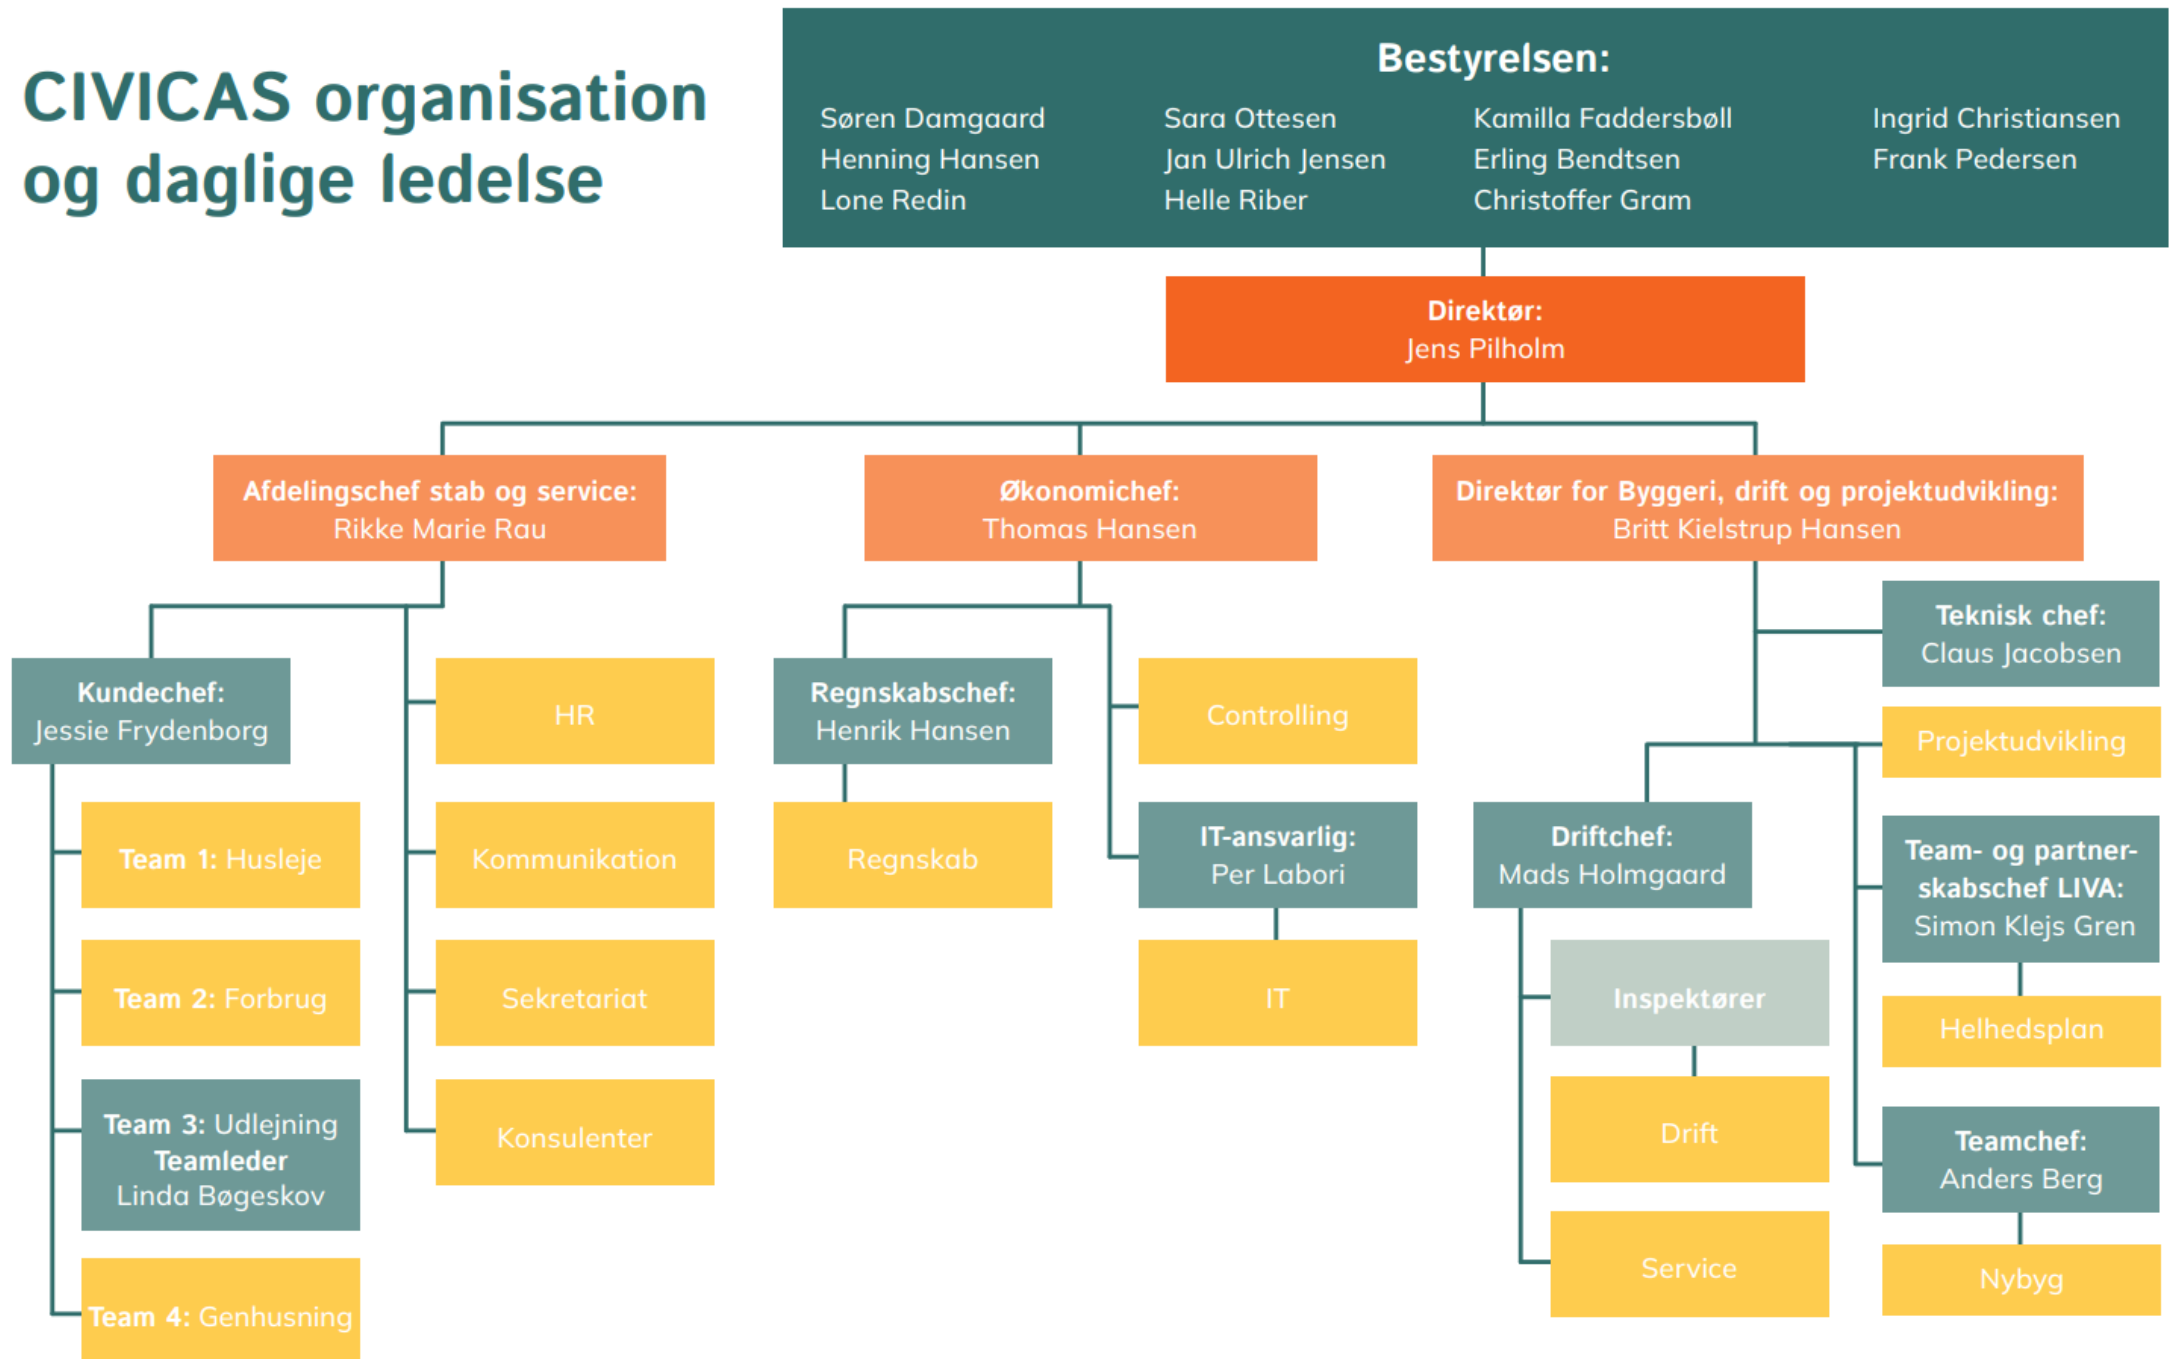 CIVICAS organisation
og daglige ledelse
Bestyrelsen:
Søren Damgaard
Henning Hansen
Lone Redin
Sara Ottesen
Jan Ulrich Jensen
Helle Riber
Kamilla Faddersbøll
Erling Bendtsen
Christoffer Gram
Ingrid Christiansen
Frank Pedersen
Direktør:
Jens Pilholm
Afdelingschef stab og service:
Rikke Marie Rau
Økonomichef:
Thomas Hansen
Direktør for Byggeri, drift og projektudvikling:
Britt Kielstrup Hansen
Kundechef:
Jessie Frydenborg
Team 1: Husleje
Team 2: Forbrug
Team 3: Udlejning
Teamleder
Linda Bøgeskov
Team 4: Genhusning
HR
Kommunikation
Sekretariat
Konsulenter
Regnskabschef:
Henrik Hansen
Regnskab
Controlling
IT-ansvarlig:
Per Labori
IT
Driftchef:
Mads Holmgaard
Inspektører
Drift
Service
Teknisk chef:
Claus Jacobsen
Projektudvikling
Team- og partner-
skabschef LIVA:
Simon Klejs Gren
Helhedsplan
Teamchef:
Anders Berg
Nybyg